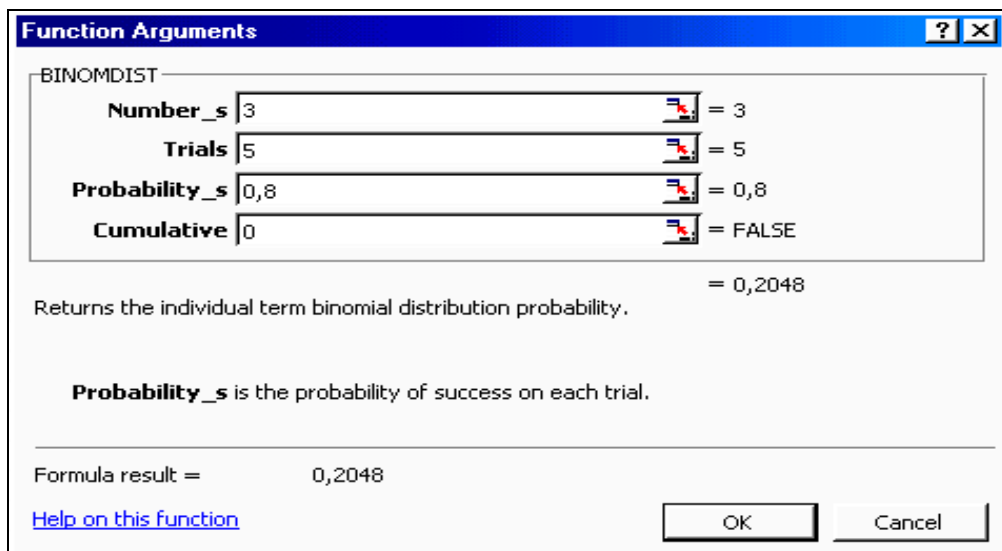 Function Arguments
BINOMDIST
Number_s 3 = 3
Trials 5 = 5
Probability_s 0,8 = 0,8
Cumulative 0 = FALSE
= 0,2048
Returns the individual term binomial distribution probability.
Probability_s is the probability of success on each trial.
Formula result = 0,2048
Help on this function OK Cancel